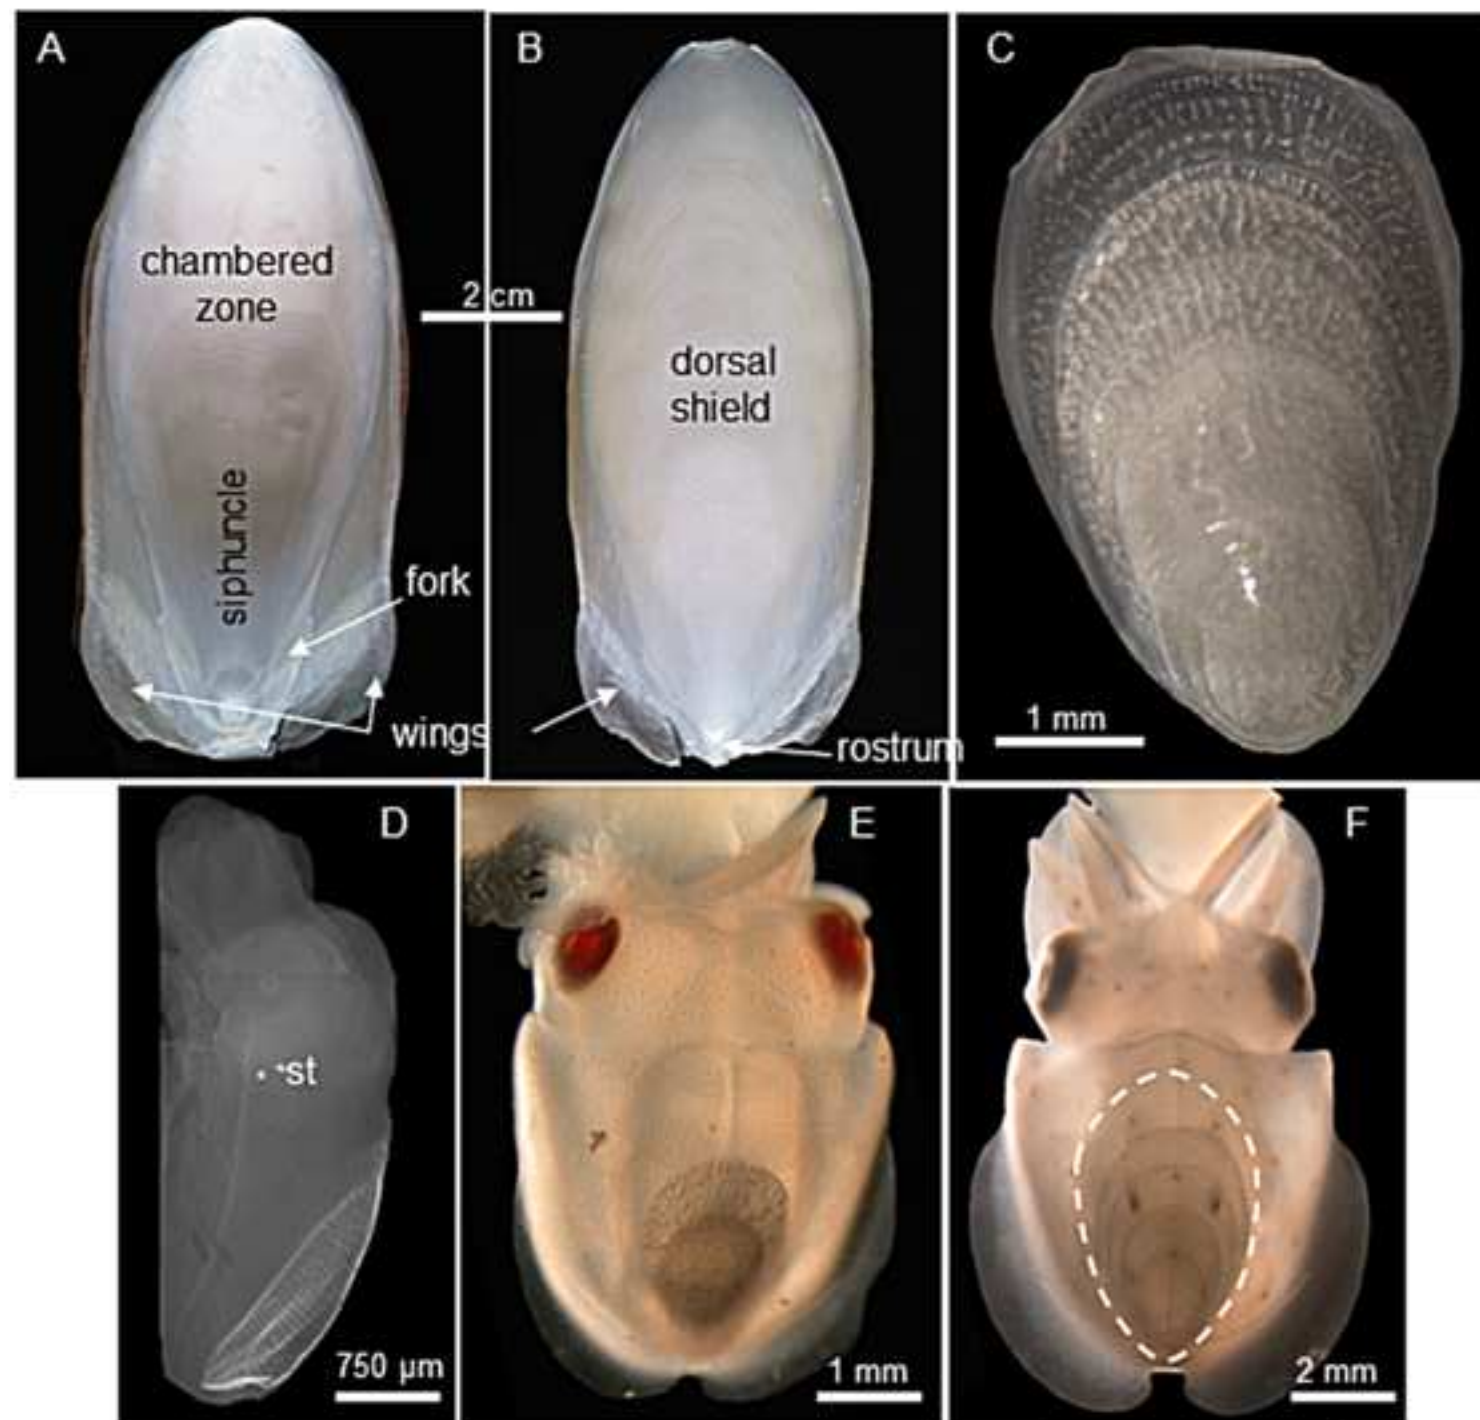 A
B
C
chambered
zone
2 cm
dorsal
shield
siphuncle
fork
wings
rostrum
1 mm
D
E
F
st
750 µm
1 mm
2 mm